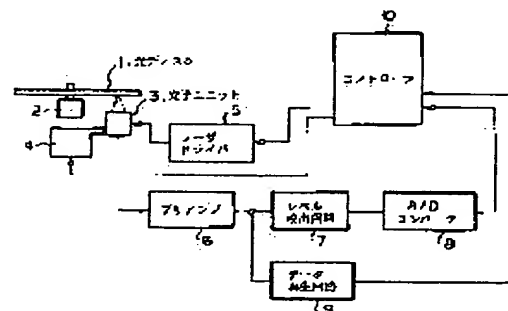 10
コントローラ
1.光ディスク
3.光学ユニット
2
4
5
レーザ
ドライバ
プリアンプ
6
レベル
検出回路
7
A/D
コンバータ
8
データ
再生回路
9